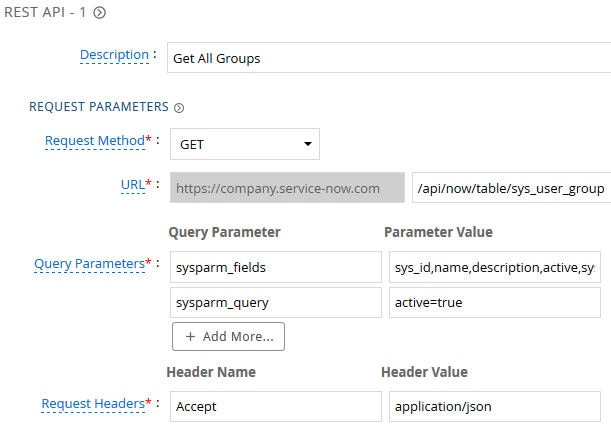 REST API - 1
Description :
Get All Groups
REQUEST PARAMETERS
Request Method* :
GET
URL* :
https://company.service-now.com
/api/now/table/sys_user_group
Query Parameter
Parameter Value
Query Parameters* :
sysparm_fields
sys_id,name,description,active,sys
sysparm_query
active=true
+ Add More...
Header Name
Header Value
Request Headers* :
Accept
application/json